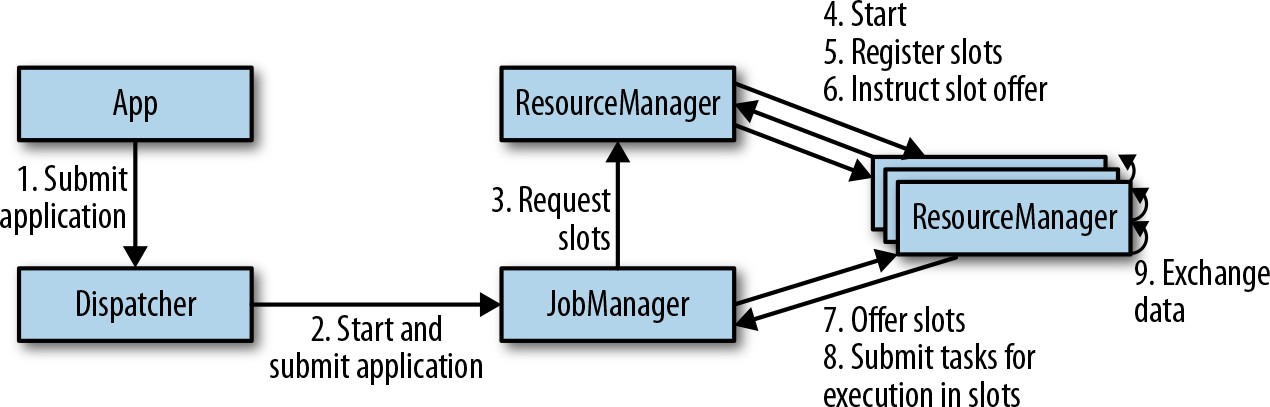 App
1. Submit
application
Dispatcher
2. Start and
submit application
ResourceManager
3. Request
slots
JobManager
4. Start
5. Register slots
6. Instruct slot offer
ResourceManager
7. Offer slots
8. Submit tasks for
execution in slots
9. Exchange
data